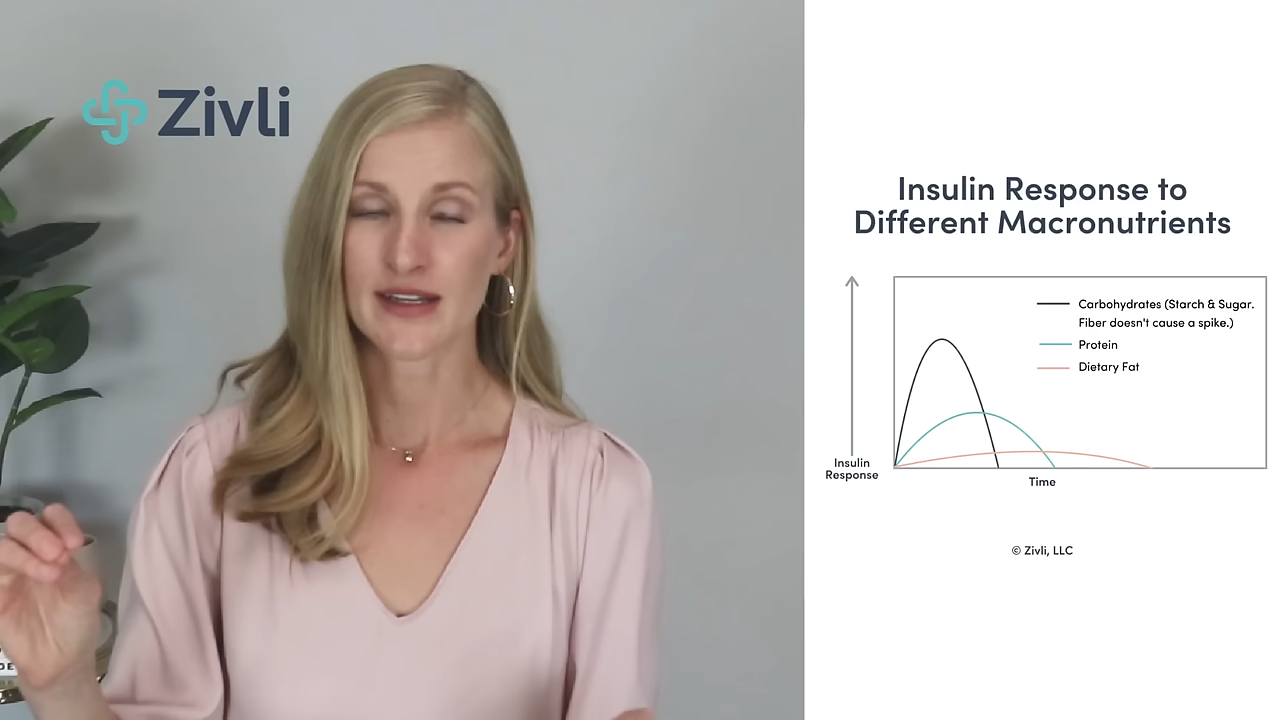 Zivli
Insulin Response to
Different Macronutrients
Carbohydrates (Starch & Sugar.
Fiber doesn't cause a spike.)
Protein
Dietary Fat
Insulin
Response
Time
© Zivli, LLC